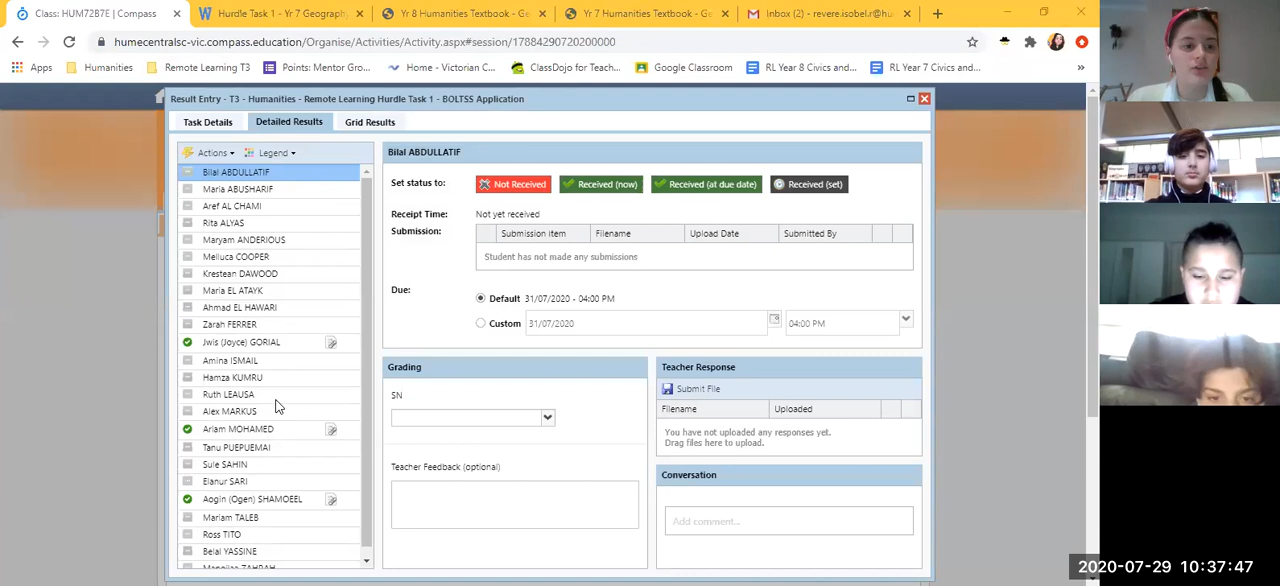 Class: HUM72B7E | Compass
Hurdle Task 1 - Yr 7 Geography
Yr 8 Humanities Textbook - Ge
Yr 7 Humanities Textbook - Ge
Inbox (2) - revere.isobel.r@hu
humecentralsc-vic.compass.education/Organise/Activities/Activity.aspx#session/17884290720200000
Apps
Humanities
Remote Learning T3
Points: Mentor Gro...
Home - Victorian C...
ClassDojo for Teach...
Google Classroom
RL Year 8 Civics and...
RL Year 7 Civics and...
»
Result Entry - T3 - Humanities - Remote Learning Hurdle Task 1 - BOLTSS Application
Task Details
Detailed Results
Grid Results
Actions
Legend
Bilal ABDULLATIF
Maria ABUSHARIF
Aref AL CHAMI
Rita ALYAS
Maryam ANDERIOUS
Melluca COOPER
Krestean DAWOOD
Maria EL ATAYK
Ahmad EL HAWARI
Zarah FERRER
Jwis (Joyce) GORIAL
Amina ISMAIL
Hamza KUMRU
Ruth LEAUSA
Alex MARKUS
Arlam MOHAMED
Tanu PUEPUEMAI
Sule SAHIN
Elanur SARI
Aogin (Ogen) SHAMOEEL
Mariam TALEB
Ross TITO
Belal YASSINE
Bilal ABDULLATIF
Set status to:
Not Received
Received (now)
Received (at due date)
Received (set)
Receipt Time:
Not yet received
Submission:
Submission item
Filename
Upload Date
Submitted By
Student has not made any submissions
Due:
Default 31/07/2020 - 04:00 PM
Custom
31/07/2020
04:00 PM
Grading
SN
Teacher Feedback (optional)
Teacher Response
Submit File
Filename
Uploaded
You have not uploaded any responses yet.
Drag files here to upload.
Conversation
Add comment...
2020-07-29 10:37:47